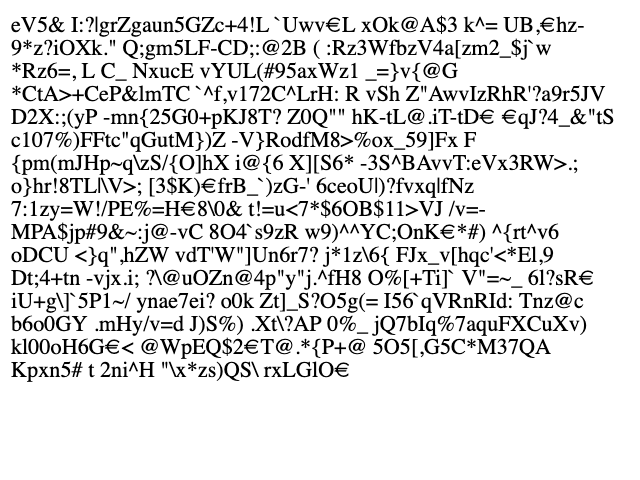 eV5& I:?|grZgaun5GZc+4!L `Uwv€L xOk@A$3 k^= UB,€hz-
9*z?iOXk." Q;gm5LF-CD;:@2B ( :Rz3WfbzV4a[zm2_$j`w
*Rz6=, L C_ NxucE vYUL(#95axWz1 _=}v{@G
*CtA>+CeP&lmTC `^f,v172C^LrH: R vSh Z"AwvIzRhR'?a9r5JV
D2X:;(yP -mn{25G0+pKJ8T? Z0Q"" hK-tL@.iT-tD€ €qJ?4_&"tS
c107%)FFtc"qGutM})Z -V}RodfM8>%ox_59]Fx F
{pm(mJHp~q\zS/{O]hX i@{6 X][S6* -3S^BAvvT:eVx3RW>.;
o}hr!8TL|\V>; [3$K)€frB_`)zG-' 6ceoU|)?fvxq|fNz
7:1zy=W!/PE%=H€8\0& t!=u<7*$6OB$11>VJ /v=-
MPA$jp#9&~:j@-vC 8O4`s9zR w9)^^YC;OnK€*#) ^{rt^v6
oDCU <}q",hZW vdT'W"]Un6r7? j*1z\6{ FJx_v[hqc'<*El,9
Dt;4+tn -vjx.i; ?\@uOZn@4p"y"j.^fH8 O%[+Ti]` V"=~_ 6l?sR€
iU+g\]`5P1~/ ynae7ei? o0k Zt]_S?O5g(= I56`qVRnRId: Tnz@c
b6o0GY .mHy/v=d J)S%) .Xt\?AP 0%_ jQ7bIq%7aquFXCuXv)
kl00oH6G€< @WpEQ$2€T@.*{P+@ 5O5[,G5C*M37QA
Kpxn5# t 2ni^H "\x*zs)QS\ rxLGlO€